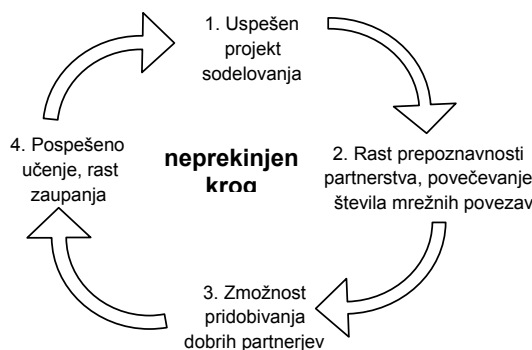 1. Uspešen
projekt
sodelovanja
2. Rast prepoznavnosti
partnerstva, povečevanje
števila mrežnih povezav
3. Zmožnost
pridobivanja
dobrih partnerjev
4. Pospešeno
učenje, rast
zaupanja
neprekinjen
krog